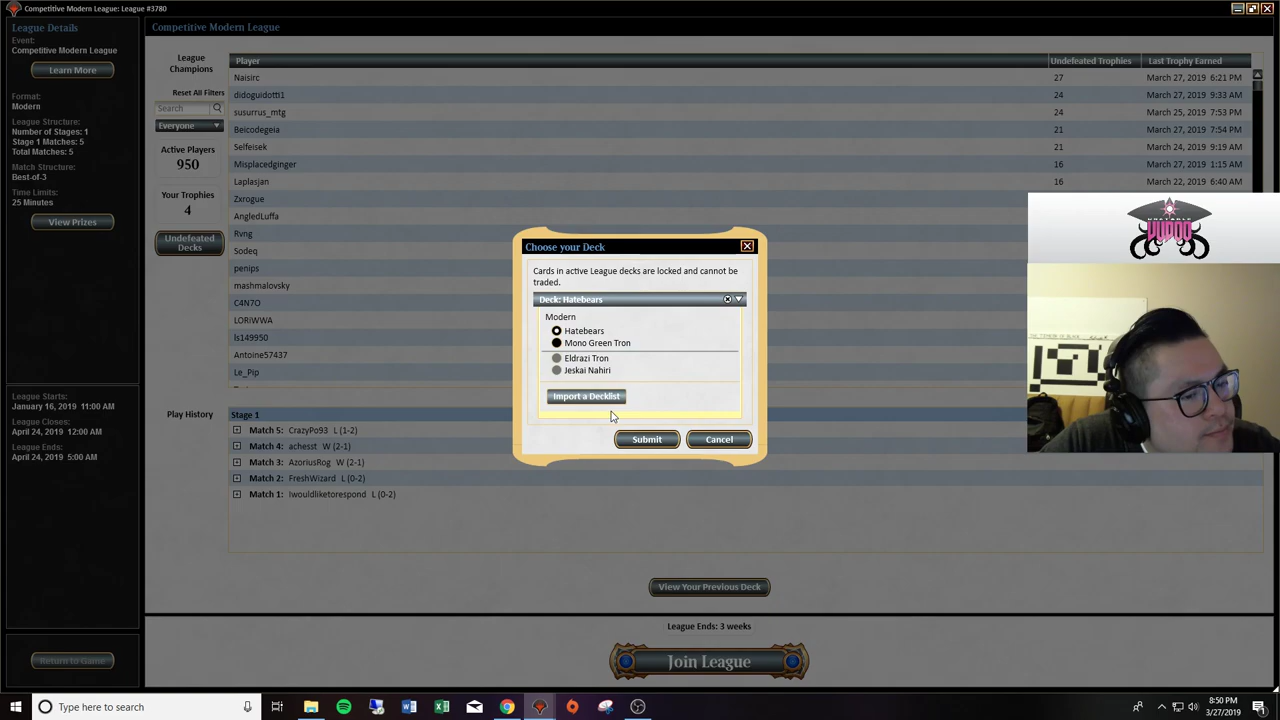 Competitive Modern League: League #3780
League Details
Event:
Competitive Modern League
Learn More
Format:
Modern
League Structure:
Number of Stages: 1
Stage 1 Matches: 5
Total Matches: 5
Match Structure:
Best-of-3
Time Limits:
25 Minutes
View Prizes
League Starts:
January 16, 2019 11:00 AM
League Closes:
April 24, 2019 12:00 AM
League Ends:
April 24, 2019 5:00 AM
Return to Game
Competitive Modern League
League
Champions
Reset All Filters
Search
Everyone
Active Players
950
Your Trophies
4
Undefeated
Decks
Player Undefeated Trophies Last Trophy Earned
Naisirc 27 March 27, 2019 6:21 PM
didoguidotti1 24 March 27, 2019 9:33 AM
susurrus_mtg 24 March 25, 2019 7:53 PM
Beicodegeia 21 March 27, 2019 7:54 PM
Selfeisek 21 March 24, 2019 9:19 AM
Misplacedginger 16 March 27, 2019 1:15 AM
Laplasjan 16 March 22, 2019 6:40 AM
Zxrogue
AngledLuffa
Rvng
Sodeq
penips
mashmalovsky
C4N7O
LORiWWA
ls149950
Antoine57437
Le_Pip
Choose your Deck
Cards in active League decks are locked and cannot be
traded.
Deck: Hatebears
Modern
Hatebears
Mono Green Tron
Eldrazi Tron
Jeskai Nahiri
Import a Decklist
Submit
Cancel
Play History
Stage 1
Match 5: CrazyPo93 L (1-2)
Match 4: achesst W (2-1)
Match 3: AzoriusRog W (2-1)
Match 2: FreshWizard L (0-2)
Match 1: Iwouldliketorespond L (0-2)
View Your Previous Deck
League Ends: 3 weeks
Join League
VUDOO
Type here to search
8:50 PM
3/27/2019